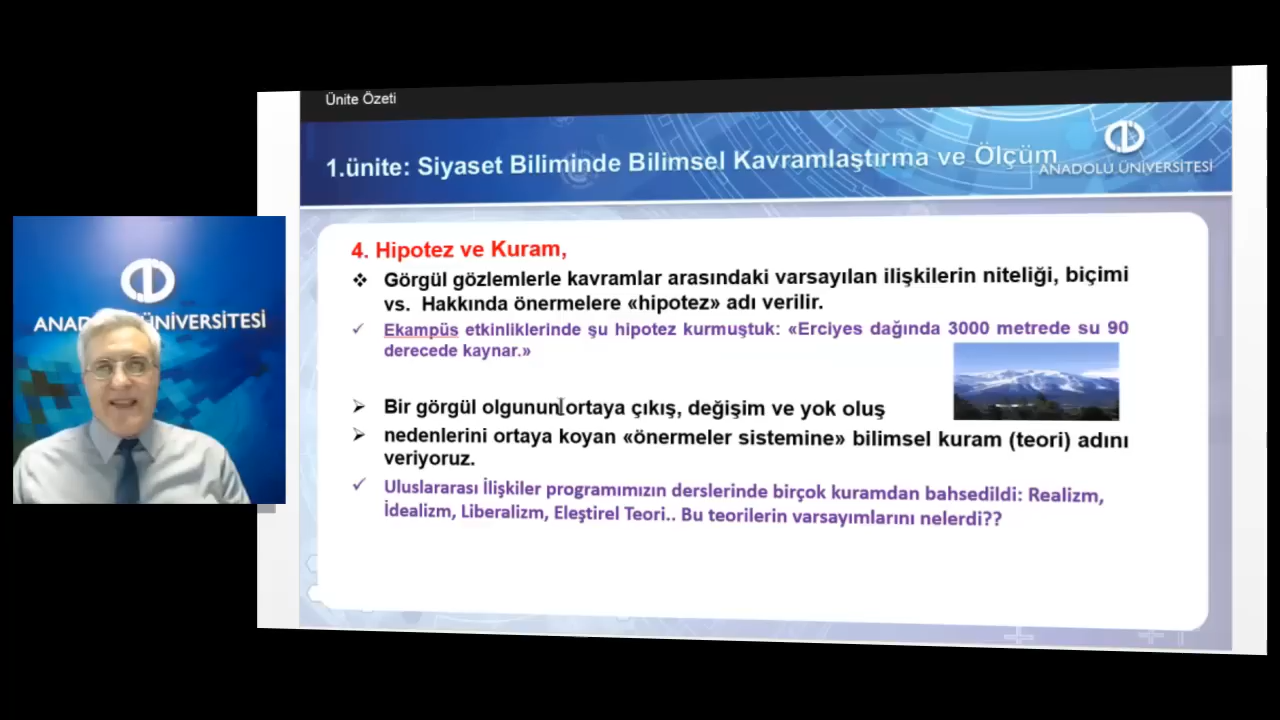 Ünite Özeti
1.ünite: Siyaset Biliminde Bilimsel Kavramlaştırma ve Ölçüm
ANADOLU ÜNİVERSİTESİ
4. Hipotez ve Kuram,
Görgül gözlemlerle kavramlar arasındaki varsayılan ilişkilerin niteliği, biçimi
vs. Hakkında önermelere «hipotez» adı verilir.
Ekampüs etkinliklerinde şu hipotez kurmuştuk: «Erciyes dağında 3000 metrede su 90
derecede kaynar.»
Bir görgül olgunun ortaya çıkış, değişim ve yok oluş
nedenlerini ortaya koyan «önermeler sistemine» bilimsel kuram (teori) adını
veriyoruz.
Uluslararası İlişkiler programımızın derslerinde birçok kuramdan bahsedildi: Realizm,
İdealizm, Liberalizm, Eleştirel Teori.. Bu teorilerin varsayımlarını nelerdi??
ANADOLU ÜNİVERSİTESİ